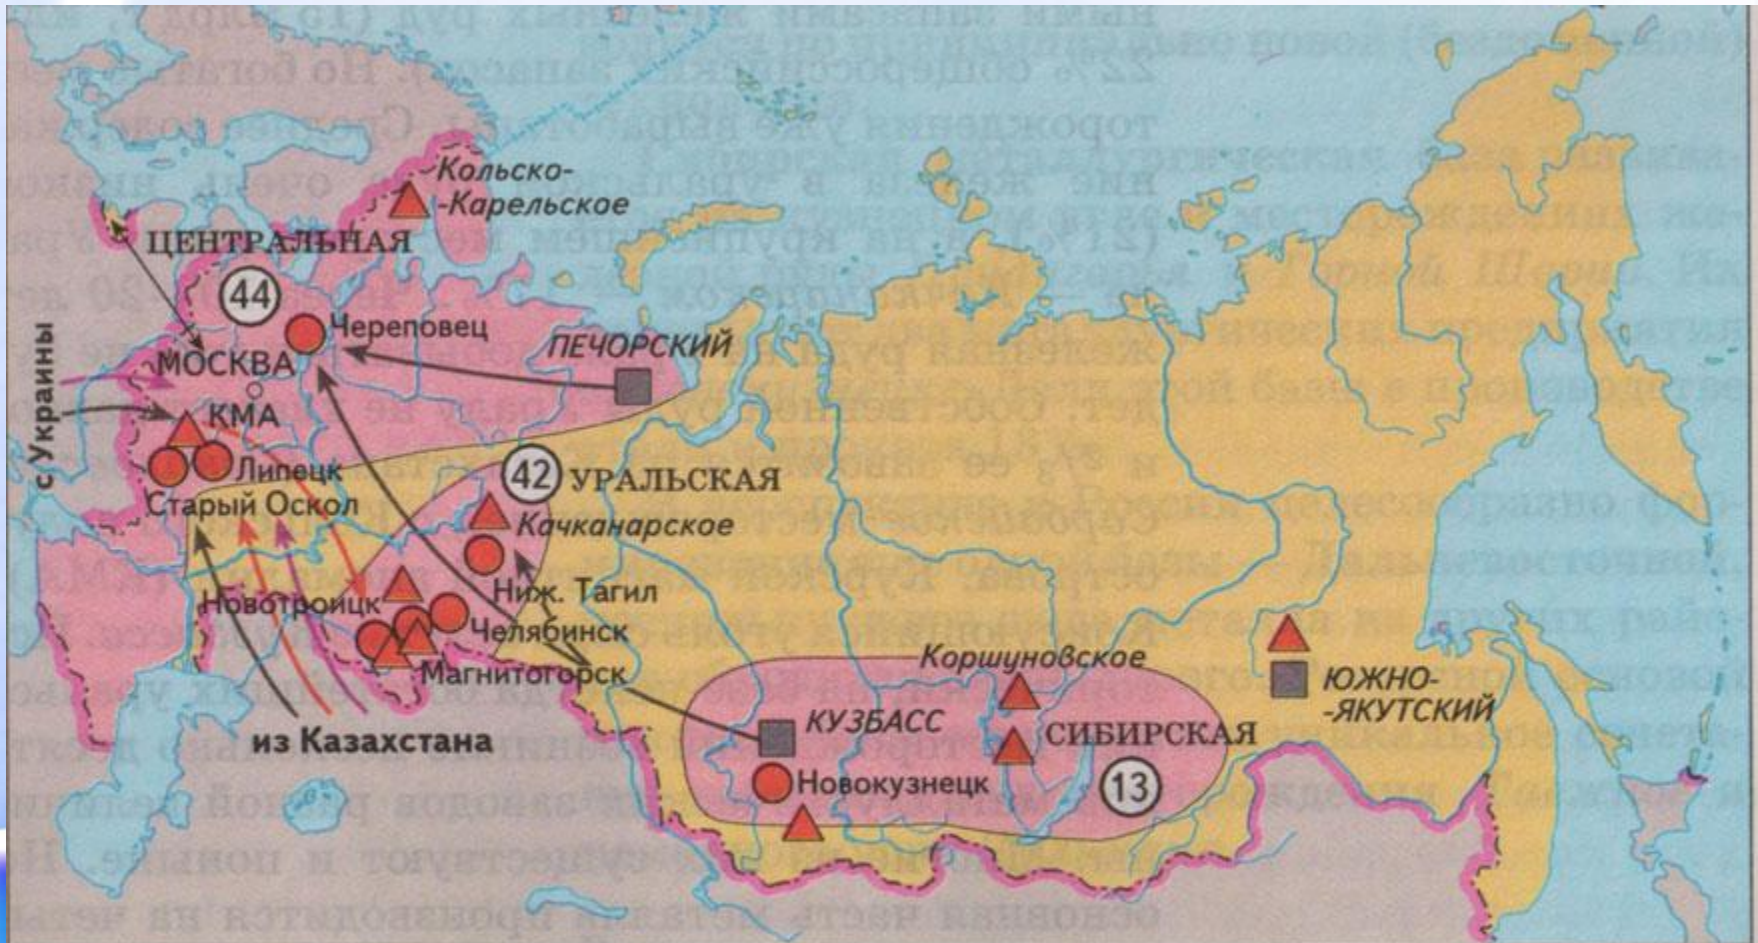 Кольско-
-Карельское
ЦЕНТРАЛЬНАЯ
44
Череповец
ПЕЧОРСКИЙ
МОСКВА
с Украины
КМА
Липецк
Старый Оскол
42
УРАЛЬСКАЯ
Качканарское
Ниж. Тагил
Новотроицк
Челябинск
Магнитогорск
из Казахстана
Коршуновское
КУЗБАСС
СИБИРСКАЯ
Новокузнецк
13
ЮЖНО-
-ЯКУТСКИЙ